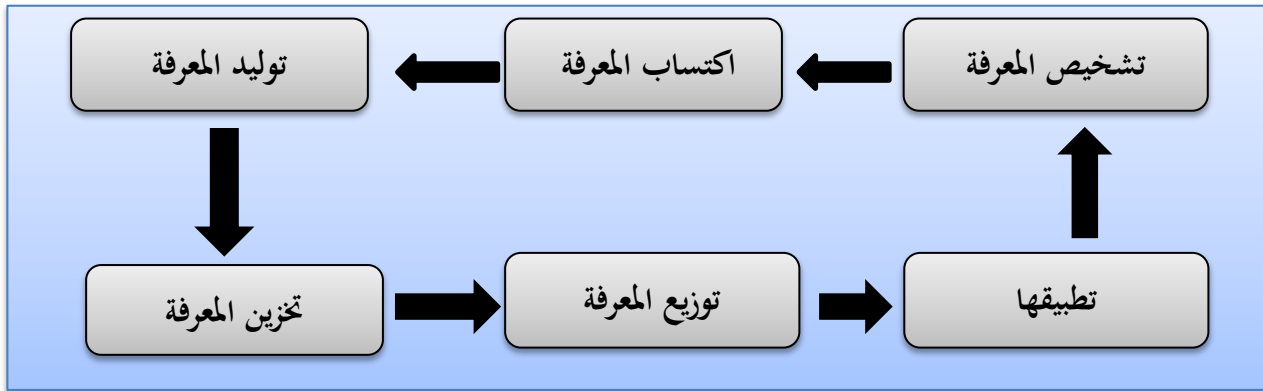 تشخيص المعرفة
اكتساب المعرفة
توليد المعرفة
تخزين المعرفة
توزيع المعرفة
تطبيقها